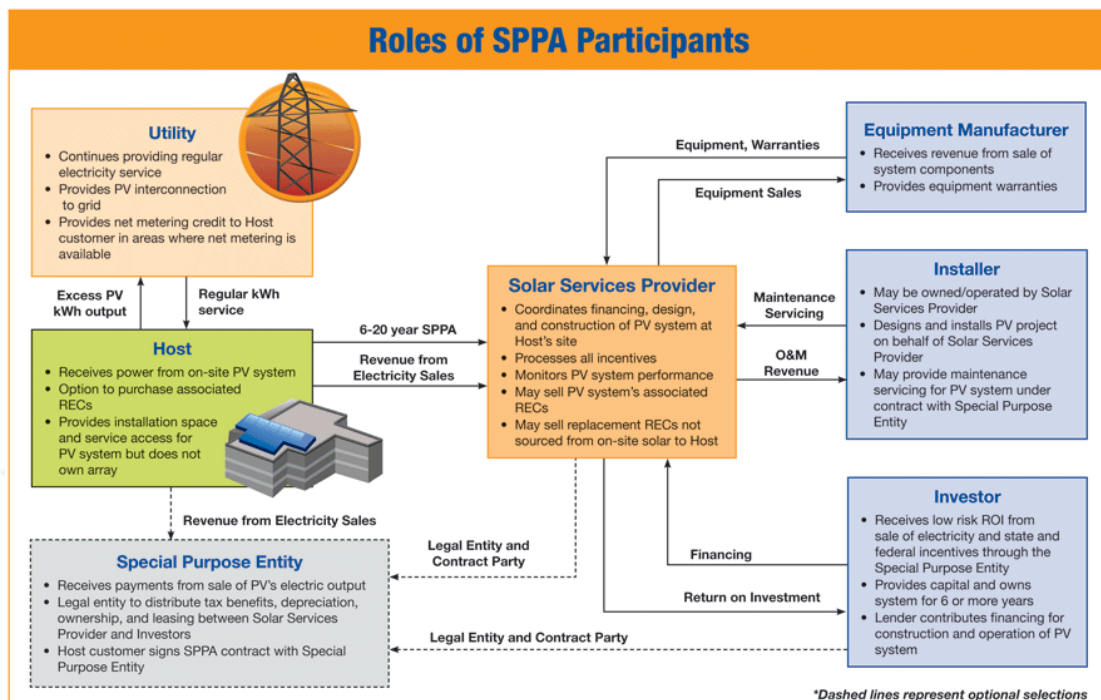 Roles of SPPA Participants
Utility
• Continues providing regular
electricity service
• Provides PV interconnection
to grid
• Provides net metering credit to Host
customer in areas where net metering is
available
Excess PV
kWh output
Regular kWh
service
Host
• Receives power from on-site PV system
• Option to purchase associated
RECs
• Provides installation space
and service access for
PV system but does not
own array
6-20 year SPPA
Revenue from
Electricity Sales
Revenue from Electricity Sales
Special Purpose Entity
• Receives payments from sale of PV's electric output
• Legal entity to distribute tax benefits, depreciation,
ownership, and leasing between Solar Services
Provider and Investors
• Host customer signs SPPA contract with Special
Purpose Entity
Solar Services Provider
• Coordinates financing, design,
and construction of PV system at
Host's site
• Processes all incentives
• Monitors PV system performance
• May sell PV system's associated
RECs
• May sell replacement RECs not
sourced from on-site solar to Host
Legal Entity and
Contract Party
Legal Entity and Contract Party
Equipment, Warranties
Equipment Sales
Maintenance
Servicing
O&M
Revenue
Financing
Return on Investment
Equipment Manufacturer
• Receives revenue from sale of
system components
• Provides equipment warranties
Installer
• May be owned/operated by Solar
Services Provider
• Designs and installs PV project
on behalf of Solar Services
Provider
• May provide maintenance
servicing for PV system under
contract with Special Purpose
Entity
Investor
• Receives low risk ROI from
sale of electricity and state and
federal incentives through the
Special Purpose Entity
• Provides capital and owns
system for 6 or more years
• Lender contributes financing for
construction and operation of PV
system
*Dashed lines represent optional selections